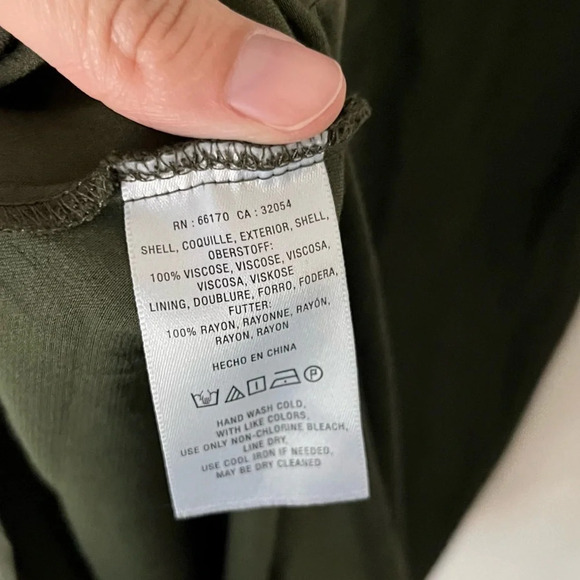 RN : 66170 CA : 32054
SHELL, COQUILLE, EXTERIOR, SHELL,
OBERSTOFF:
100% VISCOSE, VISCOSE, VISCOSA,
VISCOSA, VISKOSE
LINING, DOUBLURE, FORRO, FODERA,
FUTTER:
100% RAYON, RAYONNE, RAYÓN,
RAYON, RAYON
HECHO EN CHINA
P
HAND WASH COLD,
WITH LIKE COLORS,
USE ONLY NON-CHLORINE BLEACH,
LINE DRY,
USE COOL IRON IF NEEDED,
MAY BE DRY CLEANED